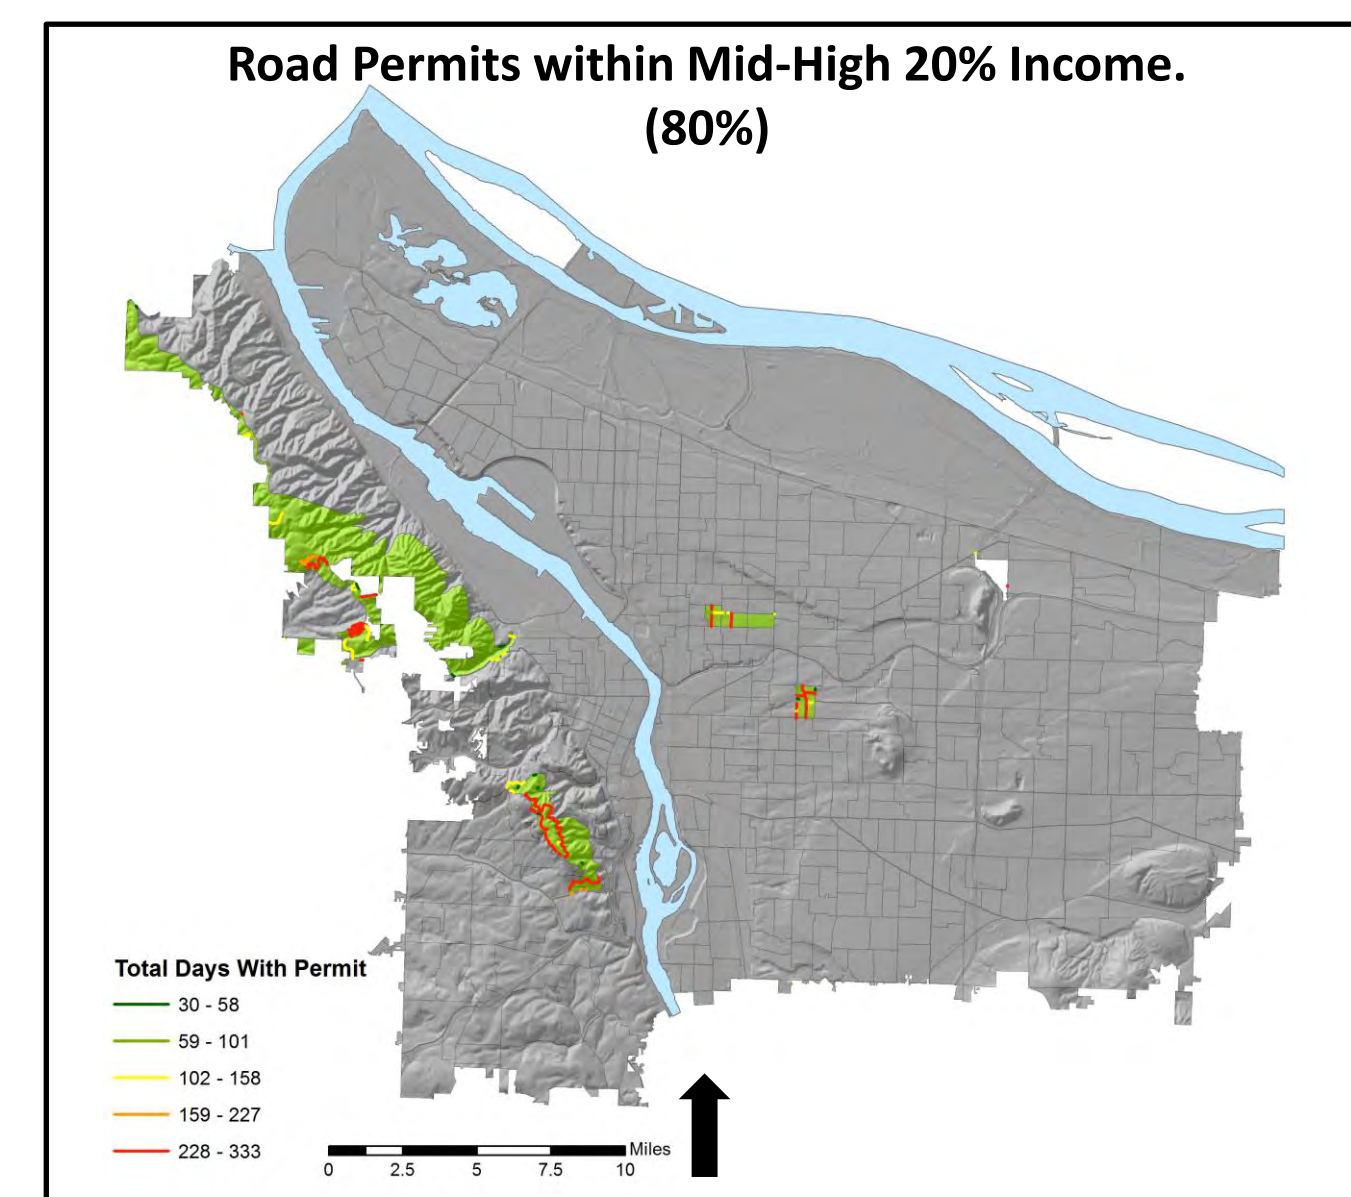 Road Permits within Mid-High 20% Income.
(80%)
Total Days With Permit
30 - 58
59 - 101
102 - 158
159 - 227
228 - 333
Miles
0 2.5 5 7.5 10